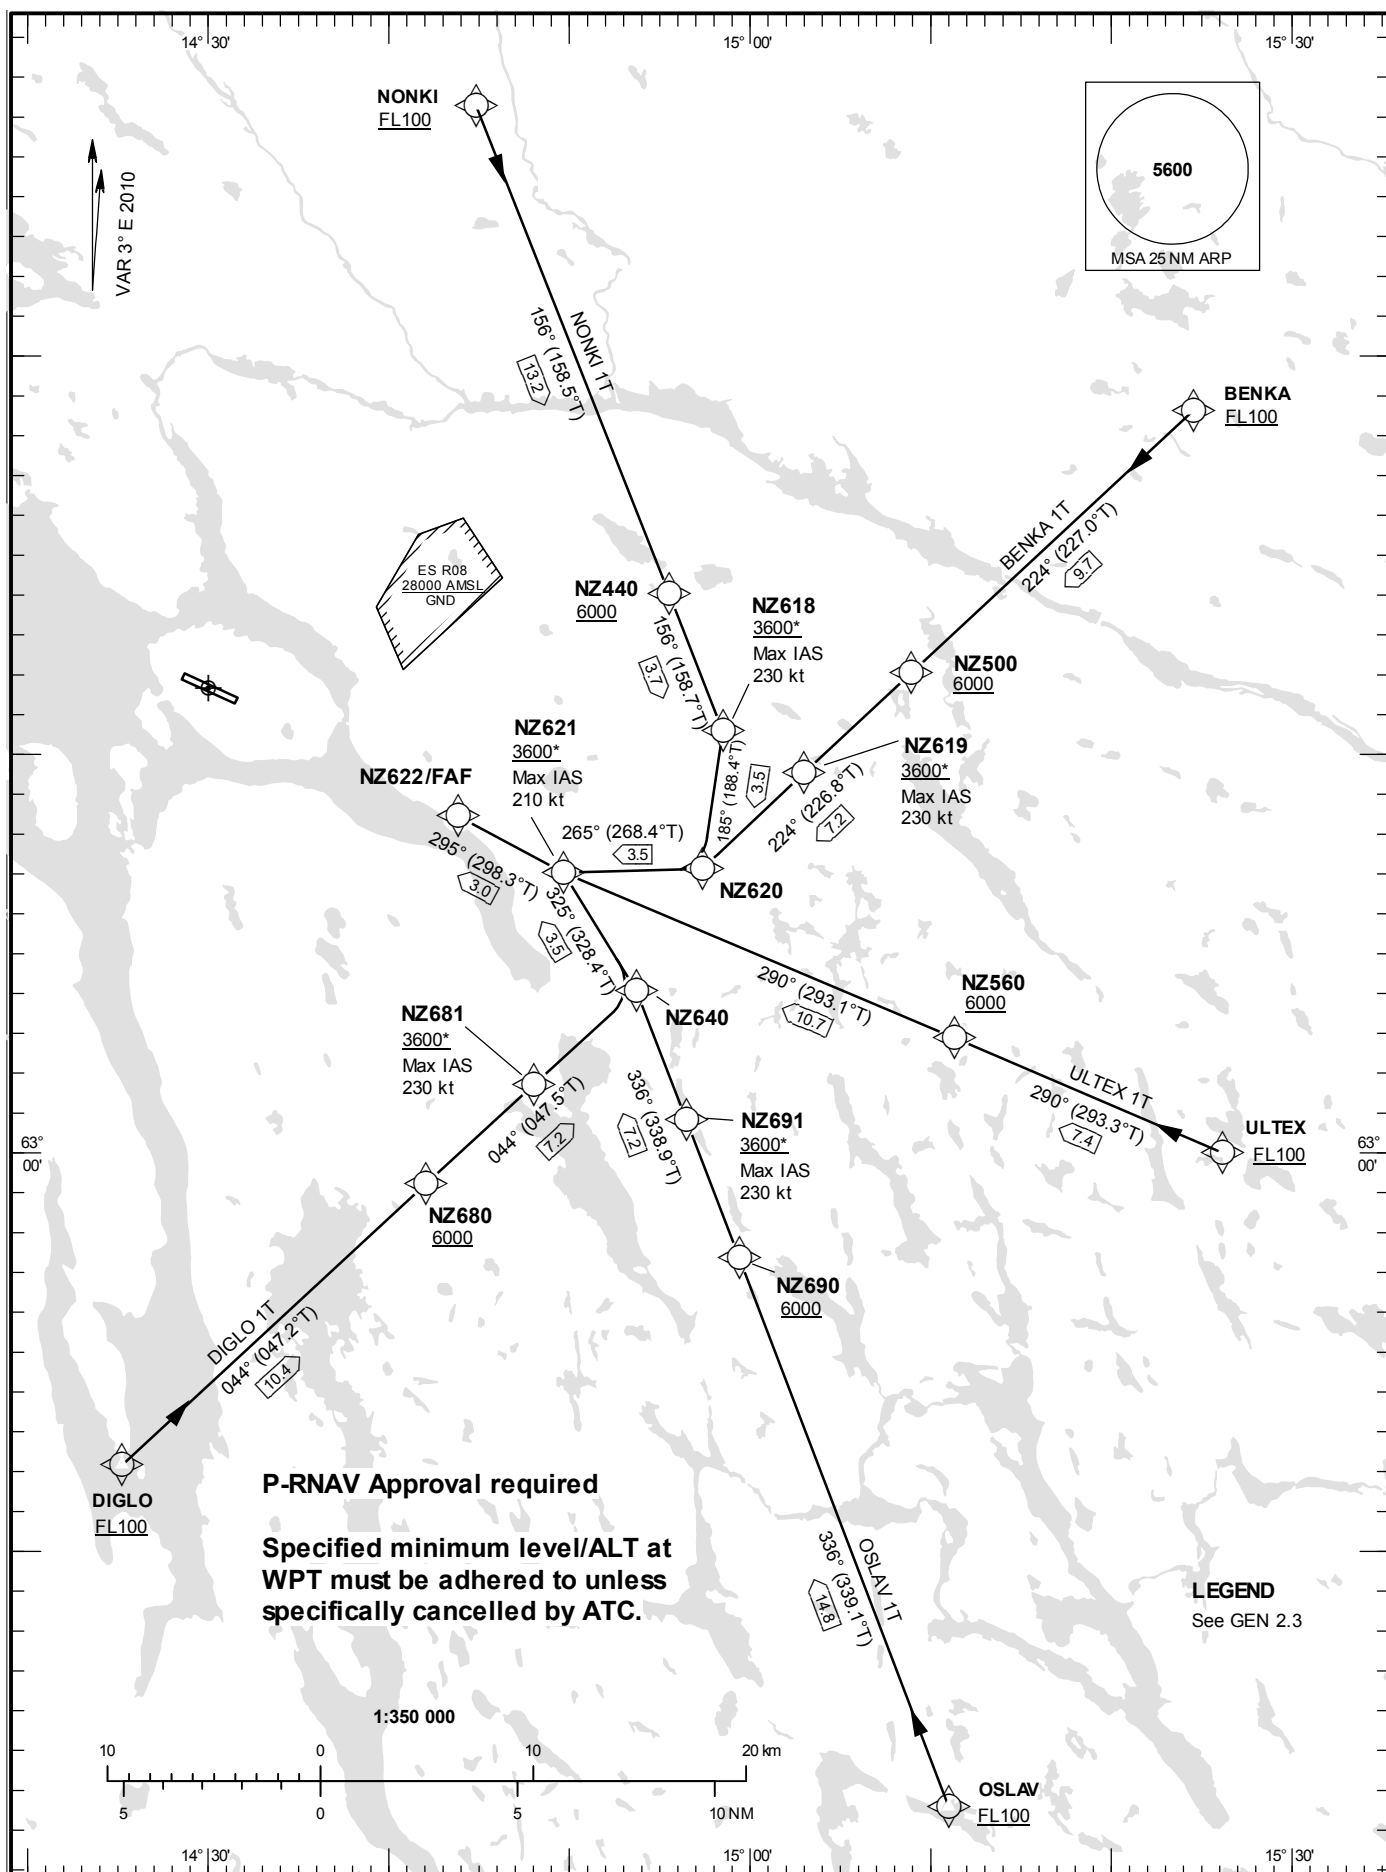 14° 30'
15° 00'
15° 30'
NONKI
FL100
VAR 3° E 2010
5600
MSA 25 NM ARP
NONKI 1T
156° (158.5°T)
13.2
BENKA
FL100
BENKA 1T
224° (227.0°T)
9.7
ES R08
28000 AMSL
GND
NZ440
6000
156° (158.7°T)
3.7
NZ618
3600*
Max IAS
230 kt
NZ500
6000
NZ621
3600*
Max IAS
210 kt
NZ619
3600*
Max IAS
230 kt
185° (188.4°T)
3.5
224° (226.8°T)
7.2
NZ622/FAF
265° (268.4°T)
3.5
295° (298.3°T)
3.0
NZ620
325° (328.4°T)
3.5
290° (293.1°T)
10.7
NZ560
6000
NZ640
NZ681
3600*
Max IAS
230 kt
044° (047.5°T)
7.2
336° (338.9°T)
7.2
NZ691
3600*
Max IAS
230 kt
ULTEX 1T
290° (293.3°T)
7.4
ULTEX
FL100
63°
00'
63°
00'
NZ680
6000
NZ690
6000
DIGLO 1T
044° (047.2°T)
10.4
DIGLO
FL100
P-RNAV Approval required
Specified minimum level/ALT at
WPT must be adhered to unless
specifically cancelled by ATC.
OSLAV 1T
336° (339.1°T)
14.8
LEGEND
See GEN 2.3
1:350 000
10 0 10 20 km
5 0 5 10 NM
OSLAV
FL100
14° 30'
15° 00'
15° 30'